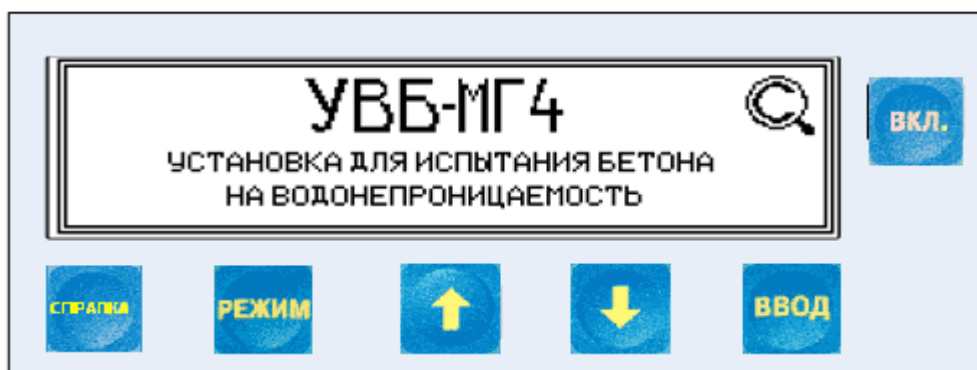 УВБ-МГ4
УСТАНОВКА ДЛЯ ИСПЫТАНИЯ БЕТОНА
НА ВОДОНЕПРОНИЦАЕМОСТЬ
ВКЛ.
СПРАВКА
РЕЖИМ
ВВОД